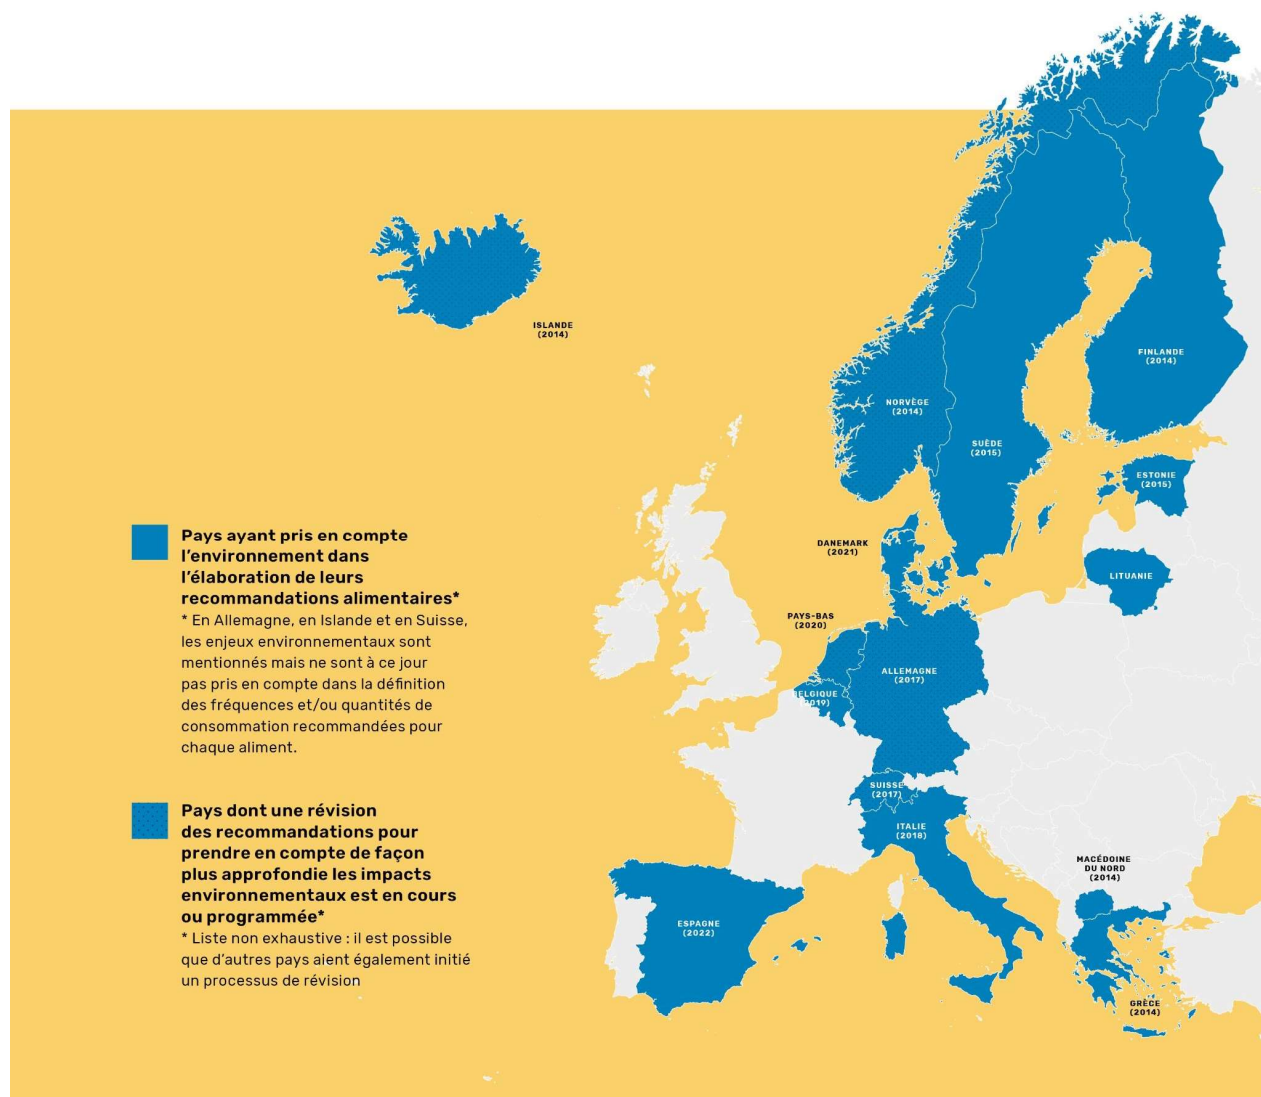 ISLANDE
(2014)
FINLANDE
(2014)
NORVÈGE
(2014)
SUÈDE
(2015)
ESTONIE
(2015)
DANEMARK
(2021)
LITUANIE
PAYS-BAS
(2020)
ALLEMAGNE
(2017)
BELGIQUE
(2019)
SUISSE
(2017)
ITALIE
(2018)
MACÉDOINE
DU NORD
(2014)
ESPAGNE
(2022)
GRÈCE
(2014)
Pays ayant pris en compte
l’environnement dans
l’élaboration de leurs
recommandations alimentaires*
* En Allemagne, en Islande et en Suisse,
les enjeux environnementaux sont
mentionnés mais ne sont à ce jour
pas pris en compte dans la définition
des fréquences et/ou quantités de
consommation recommandées pour
chaque aliment.
Pays dont une révision
des recommandations pour
prendre en compte de façon
plus approfondie les impacts
environnementaux est en cours
ou programmée*
* Liste non exhaustive : il est possible
que d’autres pays aient également initié
un processus de révision